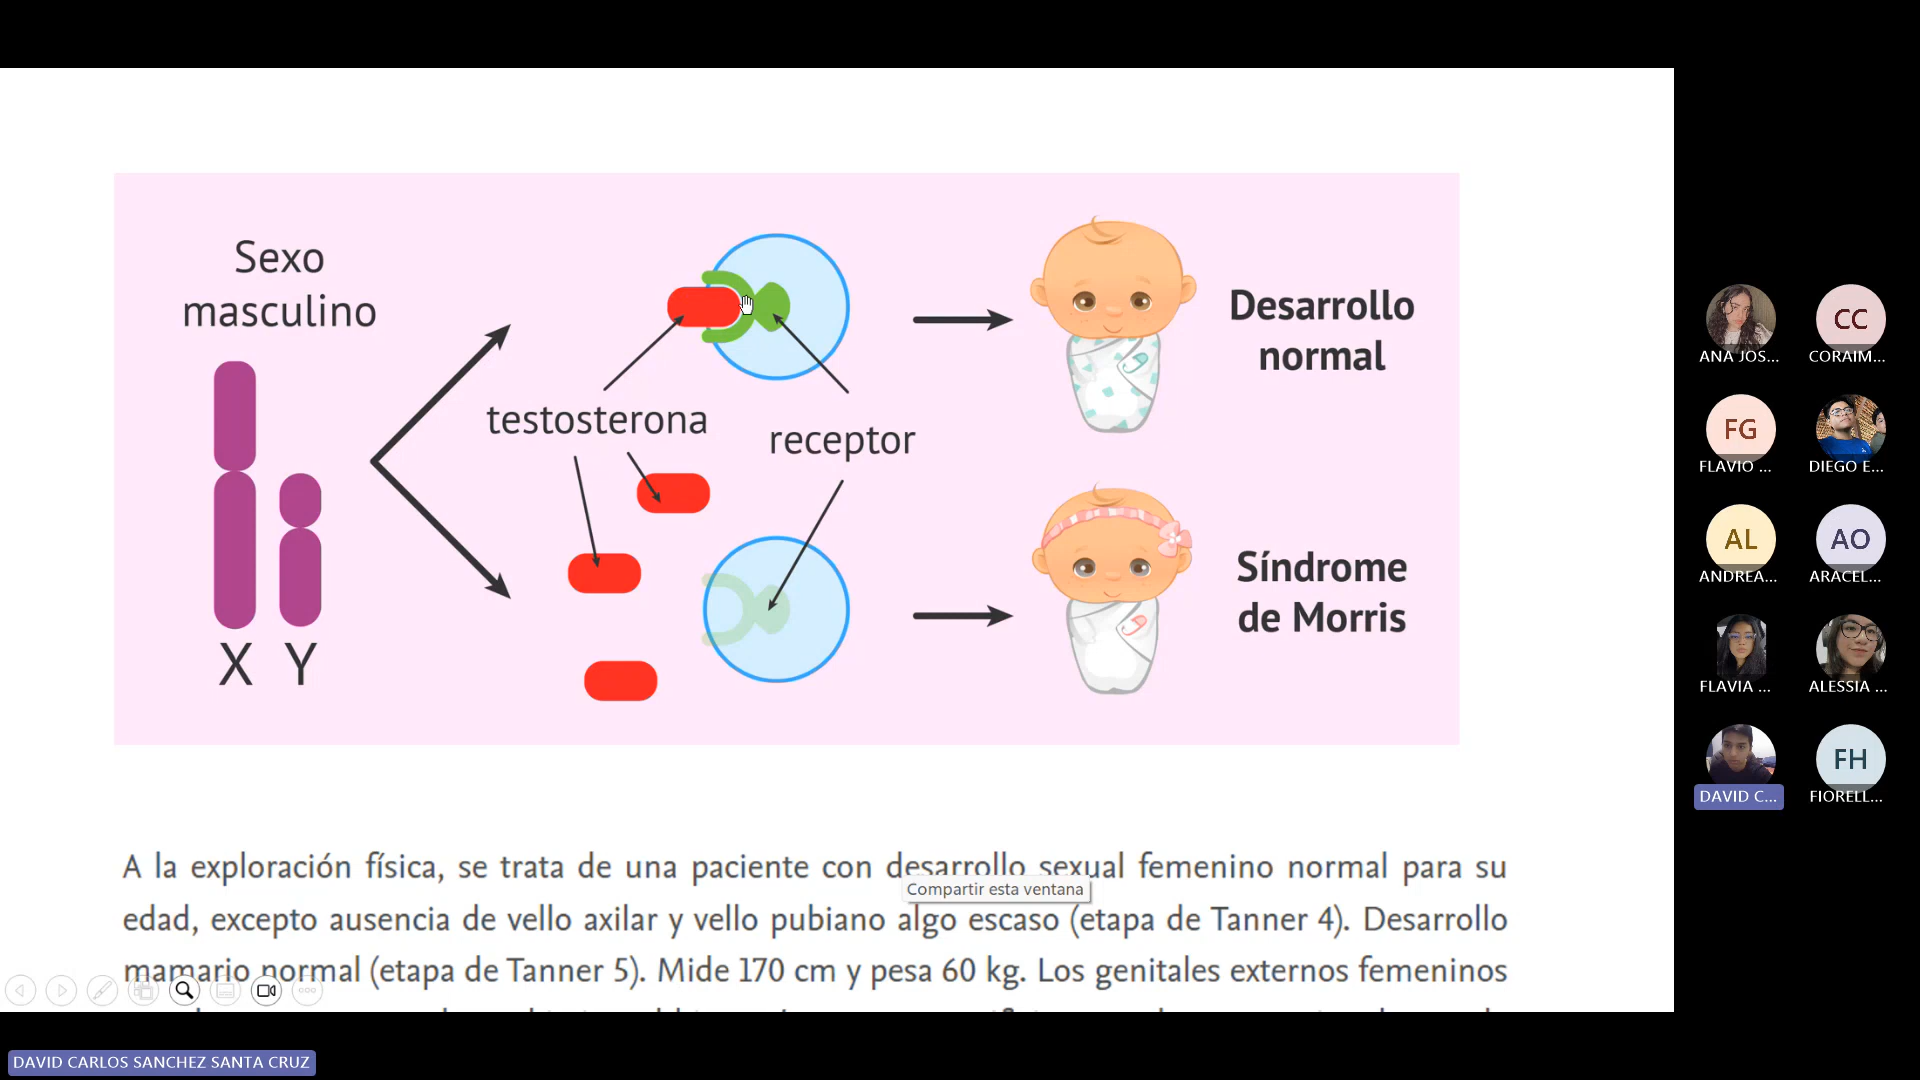 Sexo
masculino
X Y
testosterona
receptor
Desarrollo
normal
Síndrome
de Morris
A la exploración física, se trata de una paciente con desarrollo sexual femenino normal para su
Compartir esta ventana
edad, excepto ausencia de vello axilar y vello pubiano algo escaso (etapa de Tanner 4). Desarrollo
mamario normal (etapa de Tanner 5). Mide 170 cm y pesa 60 kg. Los genitales externos femeninos
ANA JOS...
CC
CORAIM...
FG
FLAVIO ...
DIEGO E...
AL
ANDREA...
AO
ARACEL...
FLAVIA ...
ALESSIA ...
DAVID C...
FH
FIORELL...
DAVID CARLOS SANCHEZ SANTA CRUZ